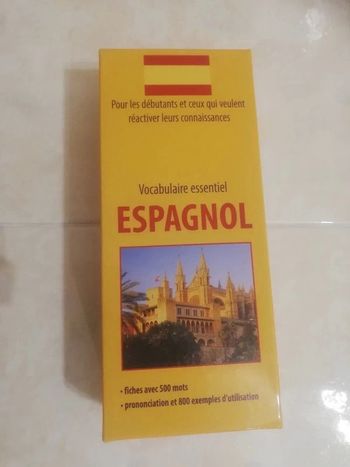 Pour les débutants et ceux qui veulent
réactiver leurs connaissances
Vocabulaire essentiel
ESPAGNOL
• fiches avec 500 mots
• prononciation et 800 exemples d'utilisation